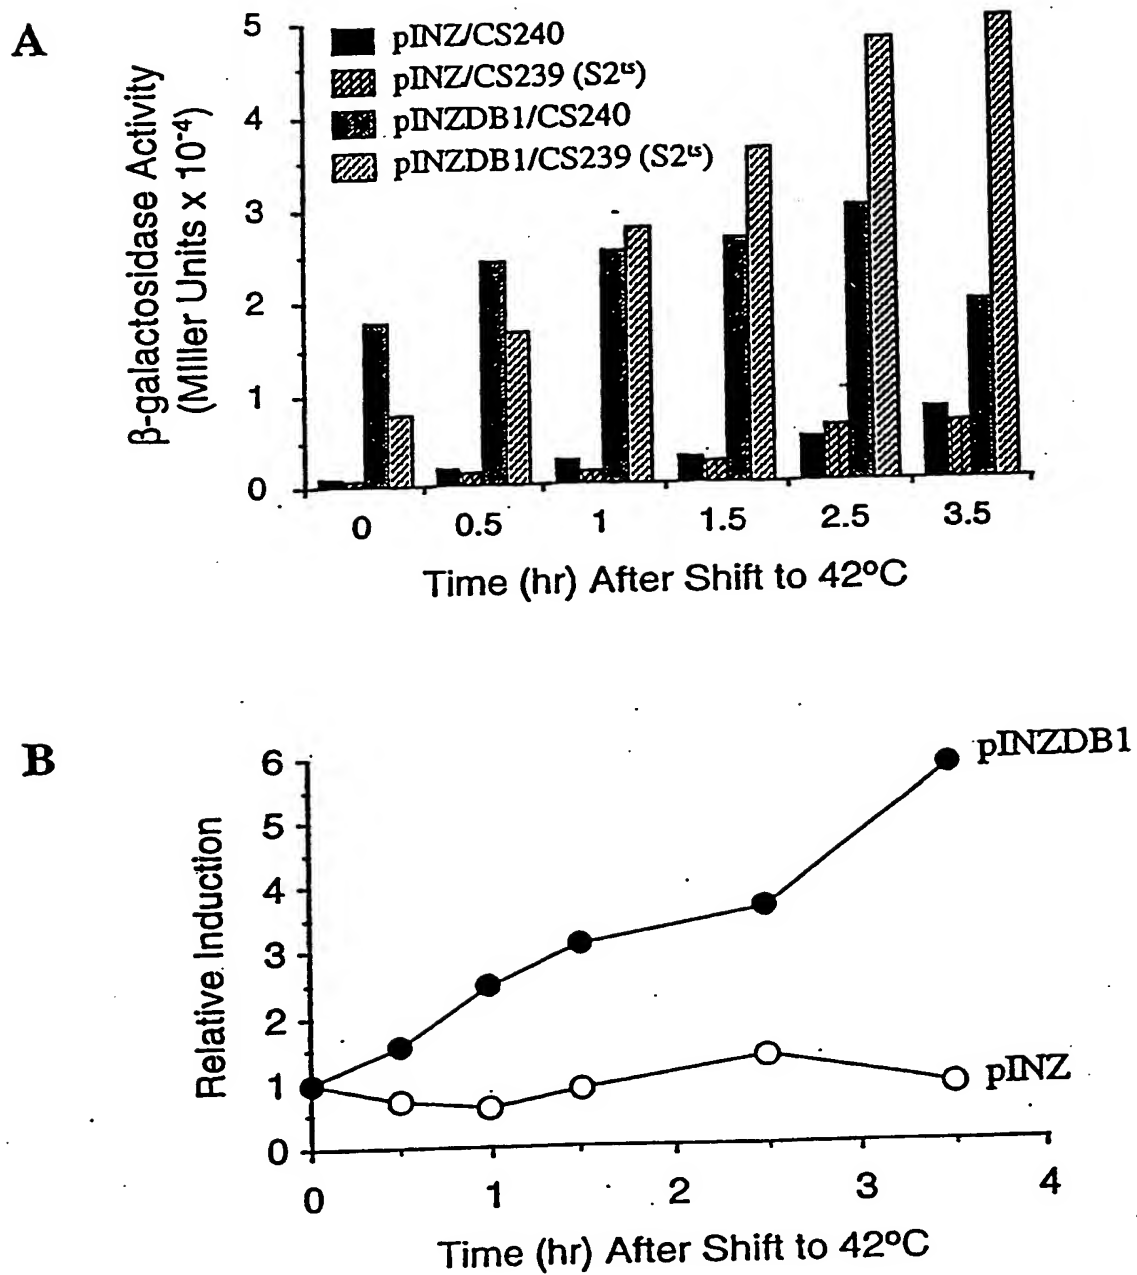 A
β-galactosidase Activity
(Miller Units x 10⁻⁴)
5
4
3
2
1
0
pINZ/CS240
pINZ/CS239 (S2ᵗˢ)
pINZDB1/CS240
pINZDB1/CS239 (S2ᵗˢ)
0 0.5 1 1.5 2.5 3.5
Time (hr) After Shift to 42ºC
B
Relative Induction
6
5
4
3
2
1
0
pINZDB1
pINZ
0 1 2 3 4
Time (hr) After Shift to 42ºC